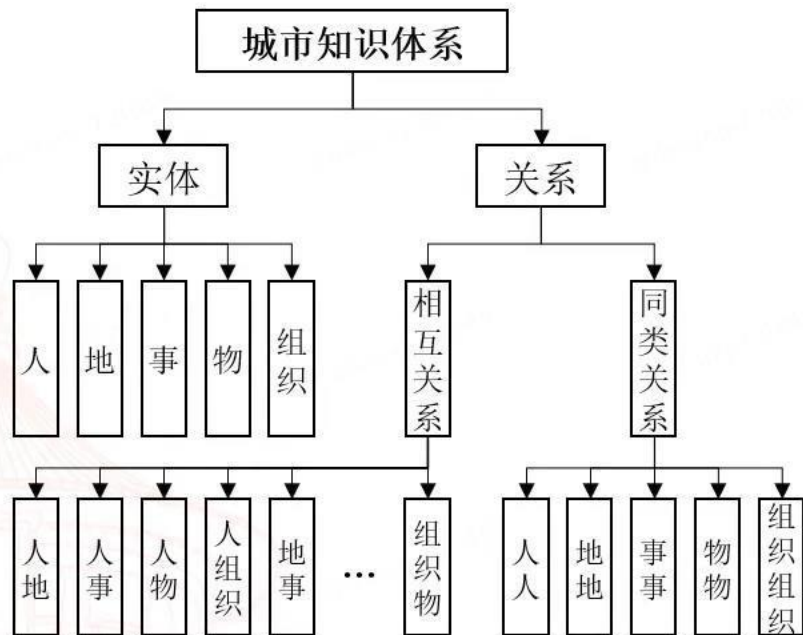 城市知识体系
实体
关系
人
地
事
物
组织
相互关系
同类关系
人地
人事
人物
人组织
地事
...
组织物
人人
地地
事事
物物
组织组织